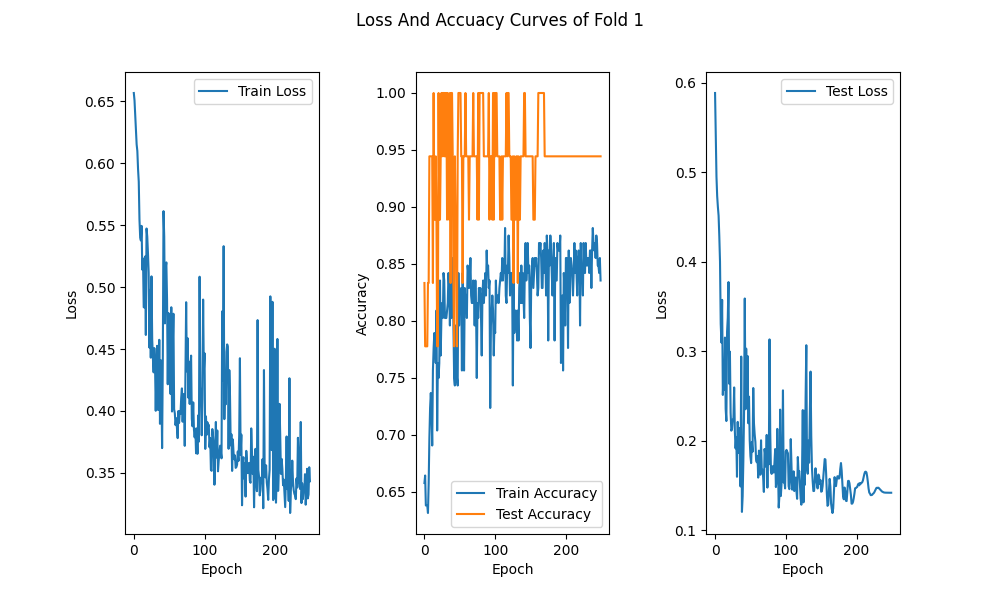 Loss And Accuacy Curves of Fold 1
Train Loss
0.65
0.60
0.55
0.50
0.45
0.40
0.35
Loss
0
100
200
Epoch
1.00
0.95
0.90
0.85
0.80
0.75
0.70
0.65
Accuracy
Train Accuracy
Test Accuracy
0
100
200
Epoch
Test Loss
0.6
0.5
0.4
0.3
0.2
0.1
Loss
0
100
200
Epoch